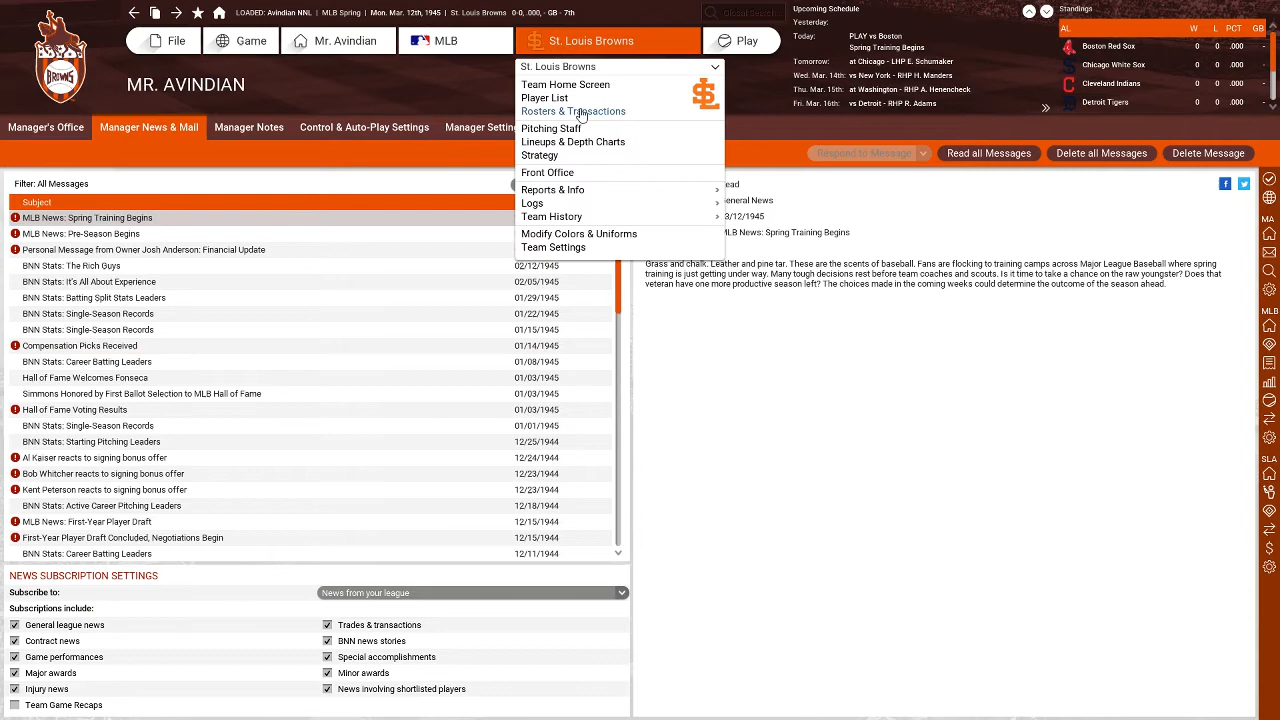 LOADED: Avindian NNL
MLB Spring
Mon. Mar. 12th, 1945
St. Louis Browns
0-0, .000, - GB - 7th
Global Search...
BROWNS
File
Game
Mr. Avindian
MLB
St. Louis Browns
Play
MR. AVINDIAN
Upcoming Schedule
Yesterday:
Today: PLAY vs Boston
Spring Training Begins
Tomorrow: at Chicago - LHP E. Schumaker
Wed. Mar. 14th: vs New York - RHP H. Manders
Thu. Mar. 15th: at Washington - RHP A. Henencheck
Fri. Mar. 16th: vs Detroit - RHP R. Adams
Standings
AL W L PCT GB
Boston Red Sox 0 0 .000 0
Chicago White Sox 0 0 .000 0
Cleveland Indians 0 0 .000 0
Detroit Tigers 0 0 .000 0
Manager's Office
Manager News & Mail
Manager Notes
Control & Auto-Play Settings
Manager Setting
St. Louis Browns
Team Home Screen
Player List
Rosters & Transactions
Pitching Staff
Lineups & Depth Charts
Strategy
Front Office
Reports & Info
Logs
Team History
Modify Colors & Uniforms
Team Settings
Respond to Message
Read all Messages
Delete all Messages
Delete Message
Filter: All Messages
Subject
MLB News: Spring Training Begins
MLB News: Pre-Season Begins
Personal Message from Owner Josh Anderson: Financial Update
BNN Stats: The Rich Guys 02/12/1945
BNN Stats: It's All About Experience 02/05/1945
BNN Stats: Batting Split Stats Leaders 01/29/1945
BNN Stats: Single-Season Records 01/22/1945
BNN Stats: Single-Season Records 01/15/1945
Compensation Picks Received 01/14/1945
BNN Stats: Career Batting Leaders 01/08/1945
Hall of Fame Welcomes Fonseca 01/03/1945
Simmons Honored by First Ballot Selection to MLB Hall of Fame 01/03/1945
Hall of Fame Voting Results 01/03/1945
BNN Stats: Single-Season Records 01/01/1945
BNN Stats: Starting Pitching Leaders 12/25/1944
Al Kaiser reacts to signing bonus offer 12/24/1944
Bob Whitcher reacts to signing bonus offer 12/23/1944
Kent Peterson reacts to signing bonus offer 12/23/1944
BNN Stats: Active Career Pitching Leaders 12/18/1944
MLB News: First-Year Player Draft 12/15/1944
First-Year Player Draft Concluded, Negotiations Begin 12/15/1944
BNN Stats: Career Batting Leaders 12/11/1944
ead
General News
3/12/1945
MLB News: Spring Training Begins
Grass and chalk. Leather and pine tar. These are the scents of baseball. Fans are flocking to training camps across Major League Baseball where spring
training is just getting under way. Many tough decisions rest before team coaches and scouts. Is it time to take a chance on the raw youngster? Does that
veteran have one more productive season left? The choices made in the coming weeks could determine the outcome of the season ahead.
NEWS SUBSCRIPTION SETTINGS
Subscribe to: News from your league
Subscriptions include:
General league news
Trades & transactions
Contract news
BNN news stories
Game performances
Special accomplishments
Major awards
Minor awards
Injury news
News involving shortlisted players
Team Game Recaps
MA
MLB
SLA